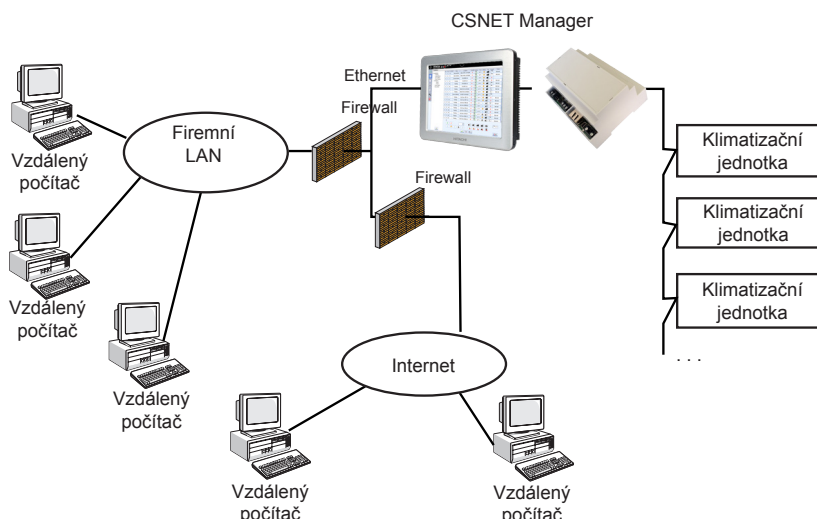 CSNET Manager
Ethernet
Firewall
Firemní
LAN
Vzdálený
počítač
Firewall
Klimatizační
jednotka
Klimatizační
jednotka
Vzdálený
počítač
Klimatizační
jednotka
. . .
Internet
Vzdálený
počítač
Vzdálený
počítač
Vzdálený
počítač